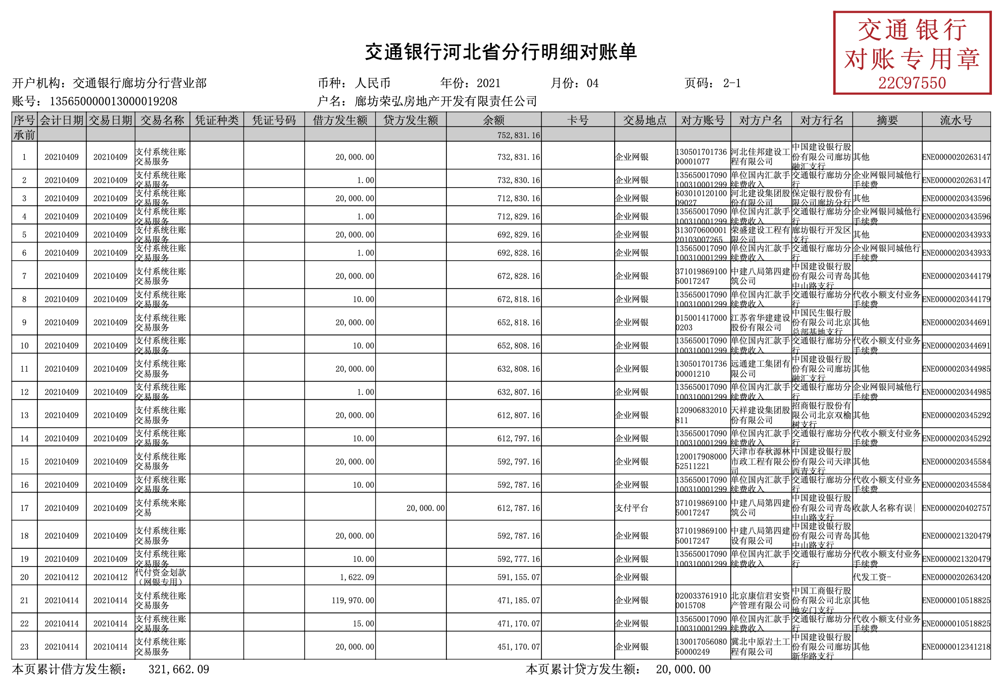 交通银行
对账专用章
22C97550
交通银行河北省分行明细对账单
开户机构：交通银行廊坊分行营业部 币种：人民币 年份：2021 月份：04 页码：2-1
账号：135650000013000019208 户名：廊坊荣弘房地产开发有限责任公司
序号 会计日期 交易日期 交易名称 凭证种类 凭证号码 借方发生额 贷方发生额 余额 卡号 交易地点 对方账号 对方户名 对方行名 摘要 流水号
承前 752,831.16
1 20210409 20210409 支付系统往账交易服务 20,000.00 732,831.16 企业网银 13050170173600001077 河北佳邦建设工程有限公司 中国建设银行股份有限公司廊坊融汇支行 其他 ENE0000020263147
2 20210409 20210409 支付系统往账交易服务 1.00 732,830.16 企业网银 135650017090100310001299 单位国内汇款手续费收入 交通银行廊坊分行 企业网银同城他行手续费 ENE0000020263147
3 20210409 20210409 支付系统往账交易服务 20,000.00 712,830.16 企业网银 60301012010009027 河北建设集团股份有限公司 保定银行股份有限公司廊坊分行 其他 ENE0000020343596
4 20210409 20210409 支付系统往账交易服务 1.00 712,829.16 企业网银 135650017090100310001299 单位国内汇款手续费收入 交通银行廊坊分行 企业网银同城他行手续费 ENE0000020343596
5 20210409 20210409 支付系统往账交易服务 20,000.00 692,829.16 企业网银 31307060000120103007265 荣盛建设工程有限公司 廊坊银行开发区支行 其他 ENE0000020343933
6 20210409 20210409 支付系统往账交易服务 1.00 692,828.16 企业网银 135650017090100310001299 单位国内汇款手续费收入 交通银行廊坊分行 企业网银同城他行手续费 ENE0000020343933
7 20210409 20210409 支付系统往账交易服务 20,000.00 672,828.16 企业网银 37101986910050017247 中建八局第四建筑公司 中国建设银行股份有限公司青岛中山路支行 其他 ENE0000020344179
8 20210409 20210409 支付系统往账交易服务 10.00 672,818.16 企业网银 135650017090100310001299 单位国内汇款手续费收入 交通银行廊坊分行 代收小额支付业务手续费 ENE0000020344179
9 20210409 20210409 支付系统往账交易服务 20,000.00 652,818.16 企业网银 0150014170000203 江苏省华建建设股份有限公司 中国民生银行股份有限公司北京总部基地支行 其他 ENE0000020344691
10 20210409 20210409 支付系统往账交易服务 10.00 652,808.16 企业网银 135650017090100310001299 单位国内汇款手续费收入 交通银行廊坊分行 代收小额支付业务手续费 ENE0000020344691
11 20210409 20210409 支付系统往账交易服务 20,000.00 632,808.16 企业网银 13050170173600001210 远通建工集团有限公司 中国建设银行股份有限公司廊坊融汇支行 其他 ENE0000020344985
12 20210409 20210409 支付系统往账交易服务 1.00 632,807.16 企业网银 135650017090100310001299 单位国内汇款手续费收入 交通银行廊坊分行 企业网银同城他行手续费 ENE0000020344985
13 20210409 20210409 支付系统往账交易服务 20,000.00 612,807.16 企业网银 120906832010811 天祥建设集团股份有限公司 招商银行股份有限公司北京双榆树支行 其他 ENE0000020345292
14 20210409 20210409 支付系统往账交易服务 10.00 612,797.16 企业网银 135650017090100310001299 单位国内汇款手续费收入 交通银行廊坊分行 代收小额支付业务手续费 ENE0000020345292
15 20210409 20210409 支付系统往账交易服务 20,000.00 592,797.16 企业网银 12001790800052511221 天津市春秋源林市政工程有限公司 中国建设银行股份有限公司天津西青支行 其他 ENE0000020345584
16 20210409 20210409 支付系统往账交易服务 10.00 592,787.16 企业网银 135650017090100310001299 单位国内汇款手续费收入 交通银行廊坊分行 代收小额支付业务手续费 ENE0000020345584
17 20210409 20210409 支付系统来账交易 20,000.00 612,787.16 支付平台 37101986910050017247 中建八局第四建筑公司 中国建设银行股份有限公司青岛中山路支行 收款人名称有误| ENE0000020402757
18 20210409 20210409 支付系统往账交易服务 20,000.00 592,787.16 企业网银 37101986910050017247 中建八局第四建设有限公司 中国建设银行股份有限公司青岛中山路支行 其他 ENE0000021320479
19 20210409 20210409 支付系统往账交易服务 10.00 592,777.16 企业网银 135650017090100310001299 单位国内汇款手续费收入 交通银行廊坊分行 代收小额支付业务手续费 ENE0000021320479
20 20210412 20210412 代付资金划款（网银专用） 1,622.09 591,155.07 企业网银 代发工资- ENE0000020263420
21 20210414 20210414 支付系统往账交易服务 119,970.00 471,185.07 企业网银 0200337619100015708 北京康信君安资产管理有限公司 中国工商银行股份有限公司北京地安门支行 其他 ENE0000010518825
22 20210414 20210414 支付系统往账交易服务 15.00 471,170.07 企业网银 135650017090100310001299 单位国内汇款手续费收入 交通银行廊坊分行 代收小额支付业务手续费 ENE0000010518825
23 20210414 20210414 支付系统往账交易服务 20,000.00 451,170.07 企业网银 13001705608050000249 冀北中原岩土工程有限公司 中国建设银行股份有限公司廊坊新华路支行 其他 ENE0000012341218
本页累计借方发生额： 321,662.09 本页累计贷方发生额： 20,000.00